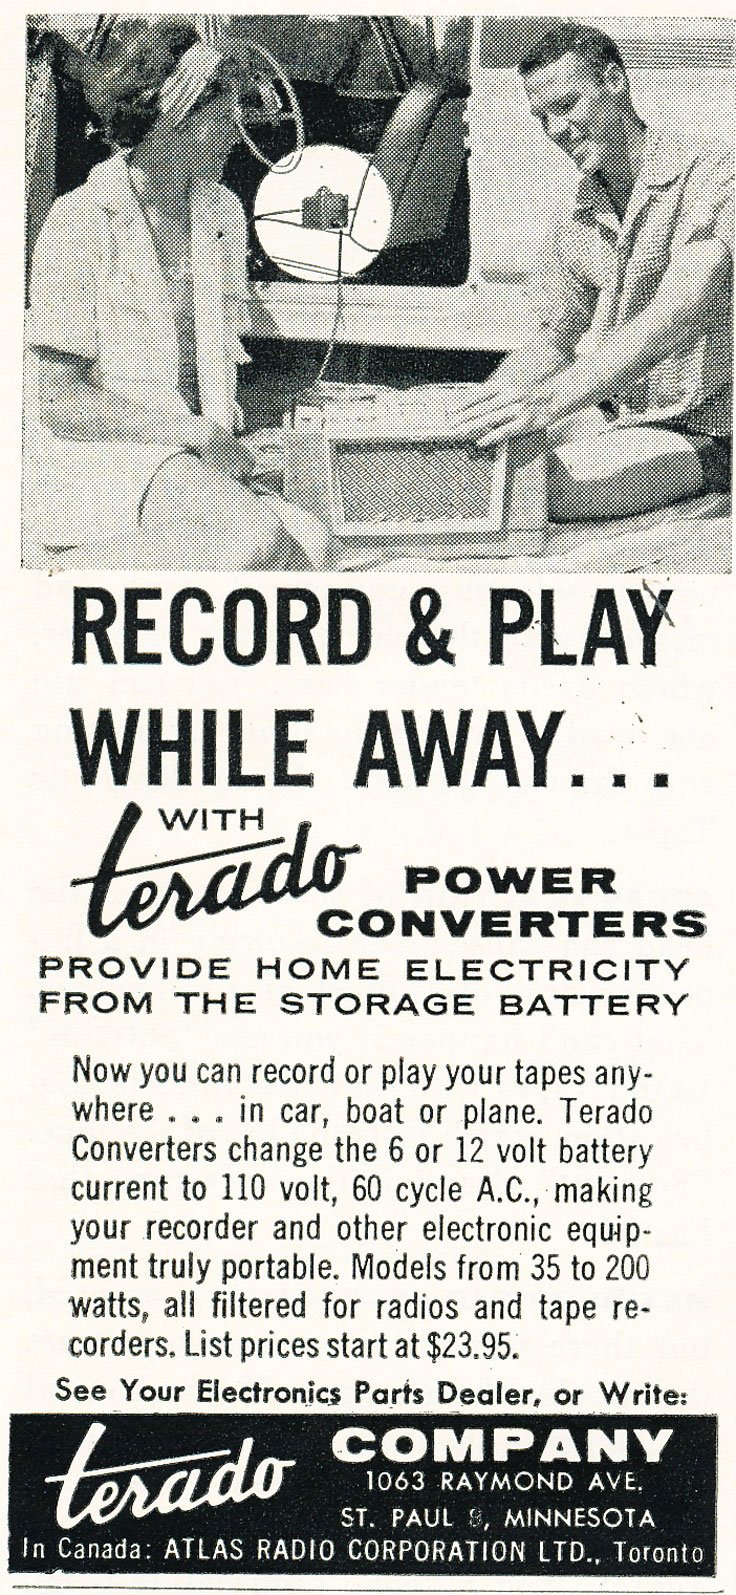 RECORD & PLAY
WHILE AWAY...
WITH
terado POWER
CONVERTERS
PROVIDE HOME ELECTRICITY
FROM THE STORAGE BATTERY
Now you can record or play your tapes any-
where . . . in car, boat or plane. Terado
Converters change the 6 or 12 volt battery
current to 110 volt, 60 cycle A.C., making
your recorder and other electronic equip-
ment truly portable. Models from 35 to 200
watts, all filtered for radios and tape re-
corders. List prices start at $23.95.
See Your Electronics Parts Dealer, or Write:
terado COMPANY
1063 RAYMOND AVE.
ST. PAUL 8, MINNESOTA
In Canada: ATLAS RADIO CORPORATION LTD., Toronto